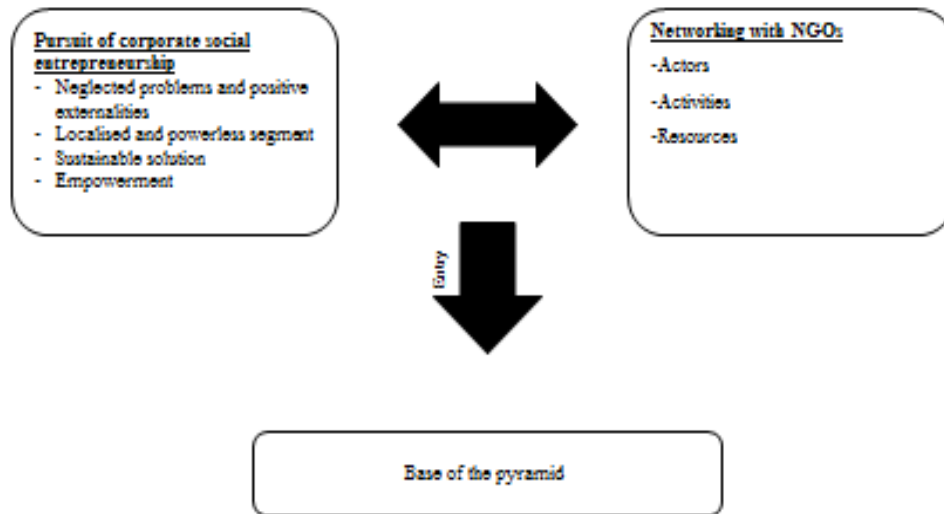 Pursuit of corporate social
entrepreneurship
- Neglected problems and positive
externalities
- Localised and powerless segment
- Sustainable solution
- Empowerment
Networking with NGOs
-Actors
-Activities
-Resources
Entry
Base of the pyramid